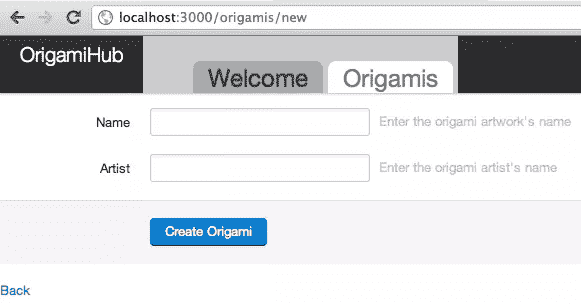 localhost:3000/origamis/new
OrigamiHub
Welcome Origamis
Name Enter the origami artwork's name
Artist Enter the origami artist's name
Create Origami
Back